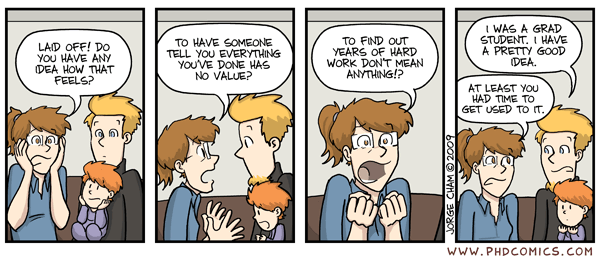 LAID OFF! DO
YOU HAVE ANY
IDEA HOW THAT
FEELS?
TO HAVE SOMEONE
TELL YOU EVERYTHING
YOU'VE DONE HAS
NO VALUE?
TO FIND OUT
YEARS OF HARD
WORK DON'T MEAN
ANYTHING!?
I WAS A GRAD
STUDENT. I HAVE
A PRETTY GOOD
IDEA.
AT LEAST YOU
HAD TIME TO
GET USED TO IT.
JORGE CHAM © 2009
WWW.PHDCOMICS.COM